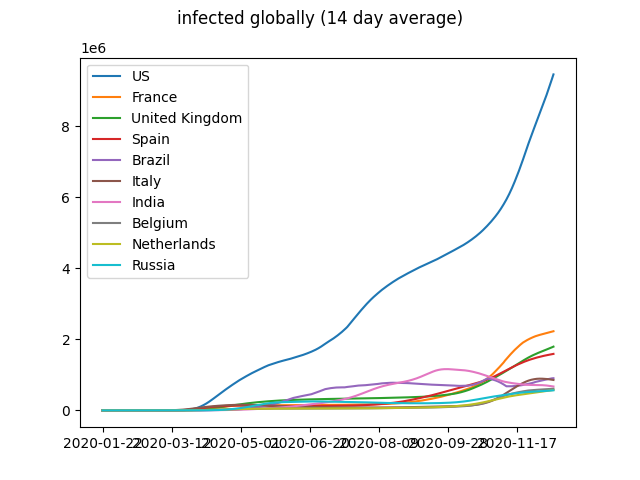 infected globally (14 day average)
1e6
US
France
United Kingdom
Spain
Brazil
Italy
India
Belgium
Netherlands
Russia
8
6
4
2
0
2020-01-22 2020-03-12 2020-05-01 2020-06-20 2020-08-09 2020-09-28 2020-11-17